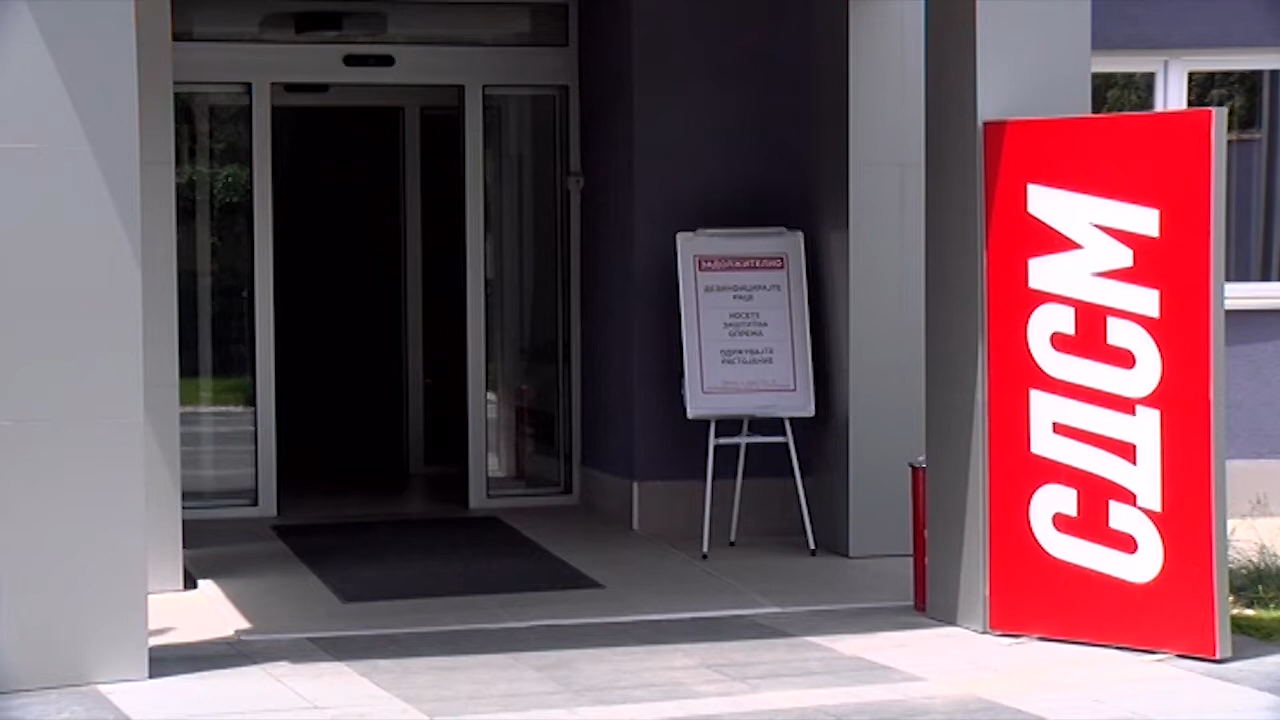 ЗАДОЛЖИТЕЛНО
ДЕЗИНФИЦИРАЈТЕ
РАЦЕ
НОСЕТЕ
ЗАШТИТНА
ОПРЕМА
ОДРЖУВАЈТЕ
РАСТОЈАНИЕ
СДСМ